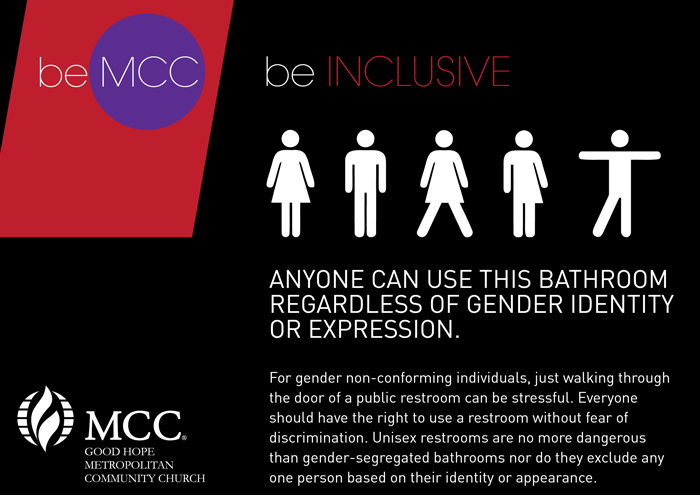 be MCC
be INCLUSIVE
ANYONE CAN USE THIS BATHROOM
REGARDLESS OF GENDER IDENTITY
OR EXPRESSION.
For gender non-conforming individuals, just walking through
the door of a public restroom can be stressful. Everyone
should have the right to use a restroom without fear of
discrimination. Unisex restrooms are no more dangerous
than gender-segregated bathrooms nor do they exclude any
one person based on their identity or appearance.
MCC®
GOOD HOPE
METROPOLITAN
COMMUNITY CHURCH